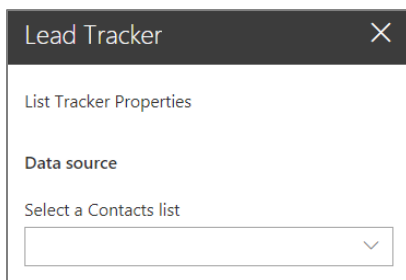 Lead Tracker
List Tracker Properties
Data source
Select a Contacts list